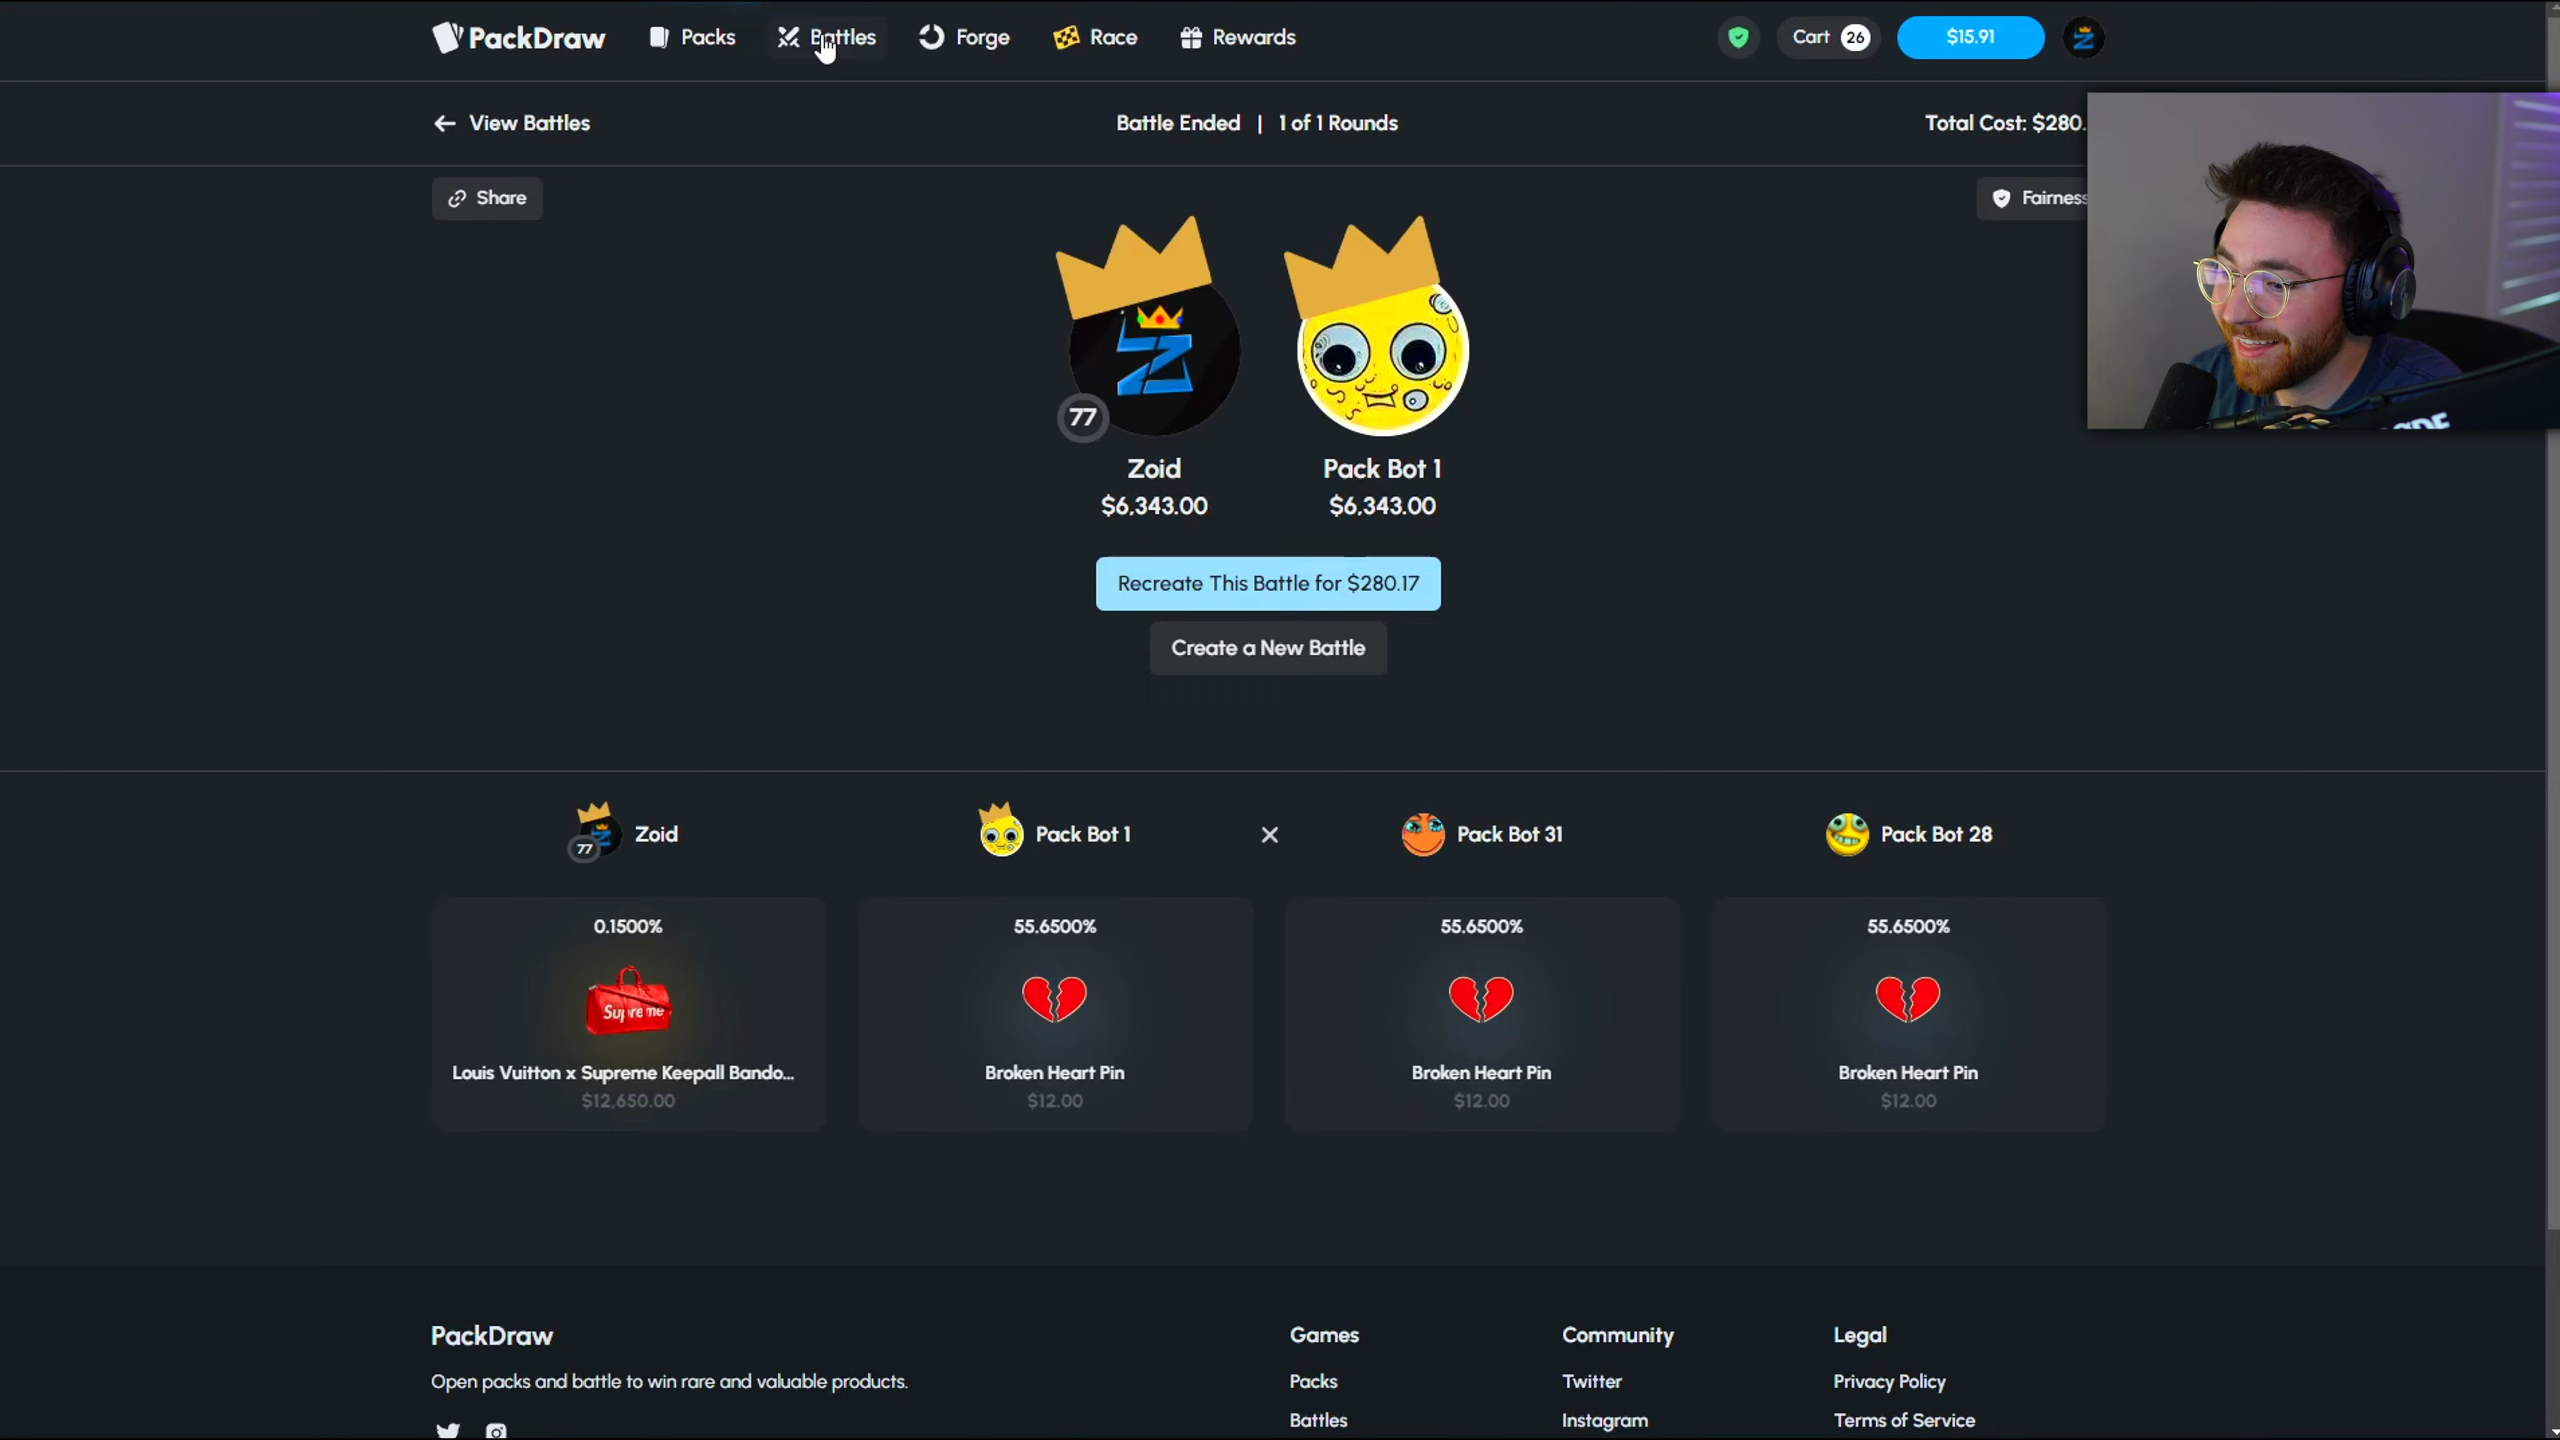 PackDraw Packs Battles Forge Race Rewards Cart 26 $15.91
View Battles Battle Ended | 1 of 1 Rounds Total Cost: $280.
Share Fairness
77
Zoid Pack Bot 1
$6,343.00 $6,343.00
Recreate This Battle for $280.17
Create a New Battle
77 Zoid Pack Bot 1 Pack Bot 31 Pack Bot 28
0.1500% 55.6500% 55.6500% 55.6500%
Supreme
Louis Vuitton x Supreme Keepall Bando... Broken Heart Pin Broken Heart Pin Broken Heart Pin
$12,650.00 $12.00 $12.00 $12.00
PackDraw Games Community Legal
Open packs and battle to win rare and valuable products. Packs Twitter Privacy Policy
Battles Instagram Terms of Service